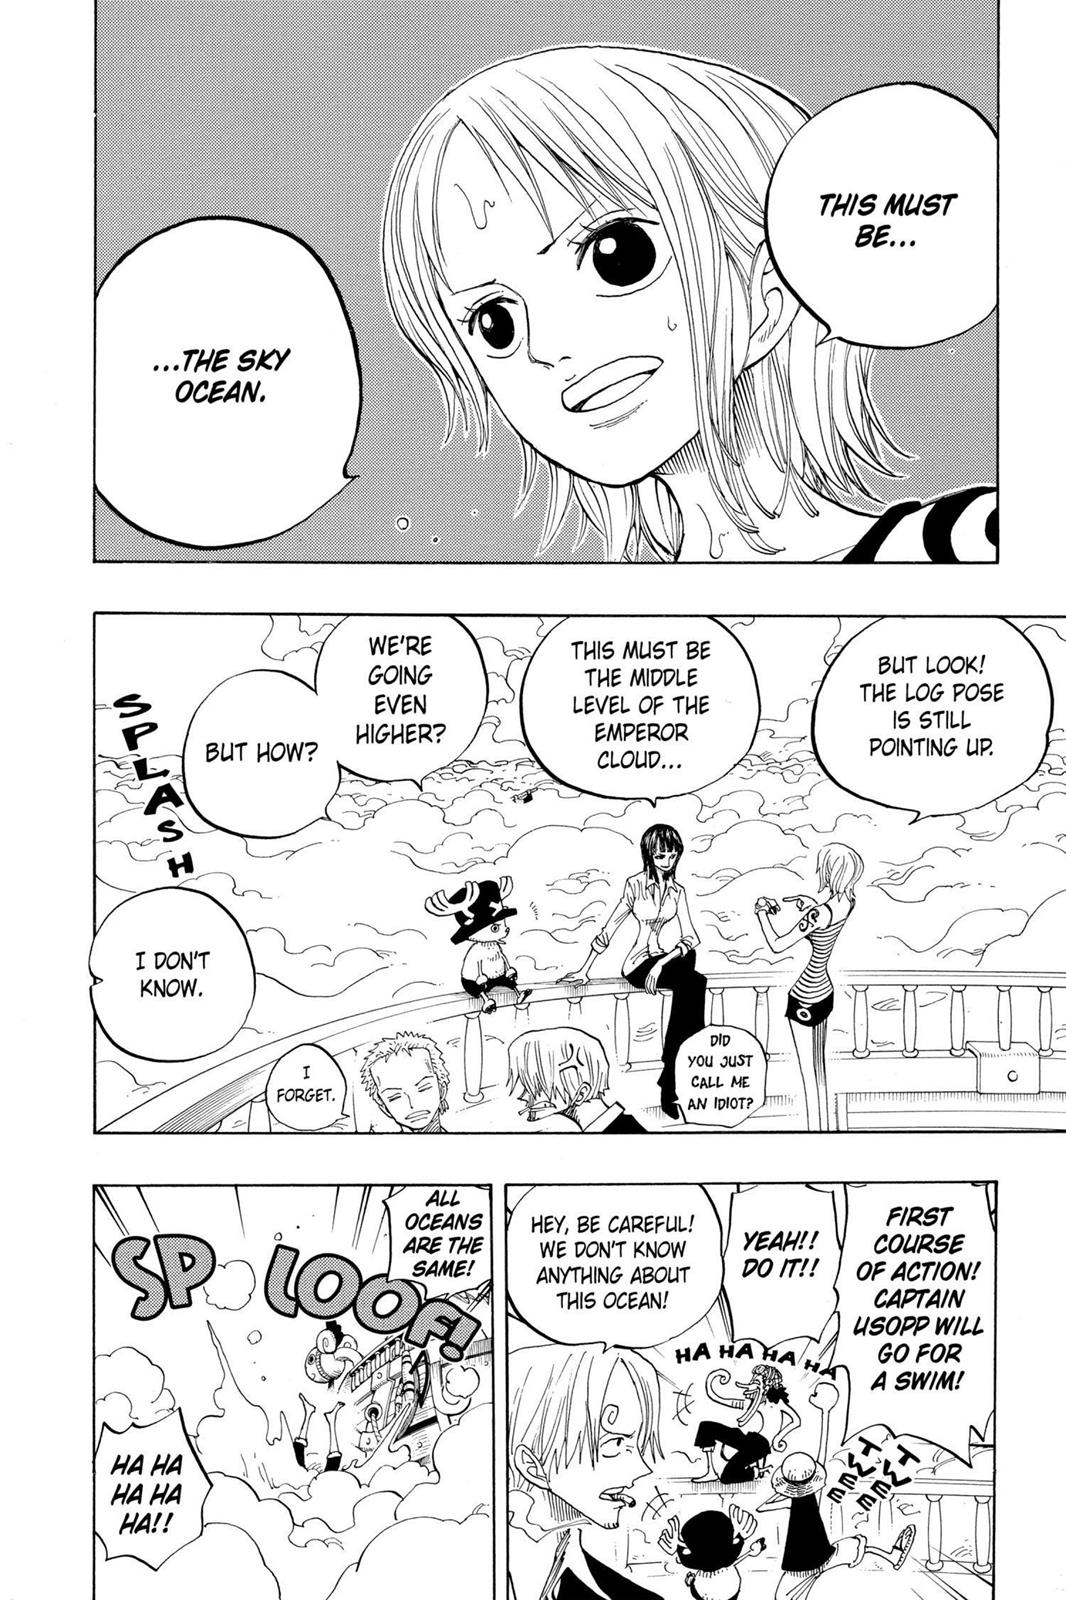 THIS MUST
BE...
...THE SKY
OCEAN.
BUT LOOK!
THE LOG POSE
IS STILL
POINTING UP.
THIS MUST BE
THE MIDDLE
LEVEL OF THE
EMPEROR
CLOUD...
WE'RE
GOING
EVEN
HIGHER?
BUT HOW?
SPLASH
I DON'T
KNOW.
I
FORGET.
DID
YOU JUST
CALL ME
AN IDIOT?
FIRST
COURSE
OF ACTION!
CAPTAIN
USOPP WILL
GO FOR
A SWIM!
YEAH!!
DO IT!!
HA HA HA HA
TWEEE
TWEEE
HEY, BE CAREFUL!
WE DON'T KNOW
ANYTHING ABOUT
THIS OCEAN!
ALL
OCEANS
ARE THE
SAME!
SPLOOF!
HA HA
HA HA
HA!!